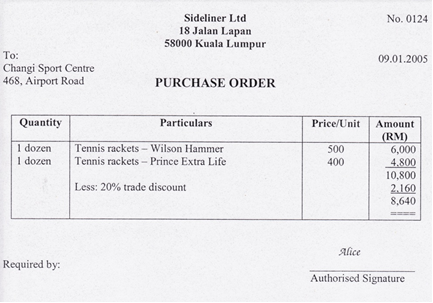 Sideliner Ltd No. 0124
18 Jalan Lapan
58000 Kuala Lumpur
To: 09.01.2005
Changi Sport Centre
468, Airport Road
PURCHASE ORDER
Quantity Particulars Price/Unit Amount (RM)
1 dozen Tennis rackets – Wilson Hammer 500 6,000
1 dozen Tennis rackets – Prince Extra Life 400 4,800
10,800
Less: 20% trade discount 2,160
8,640
Alice
Required by: Authorised Signature